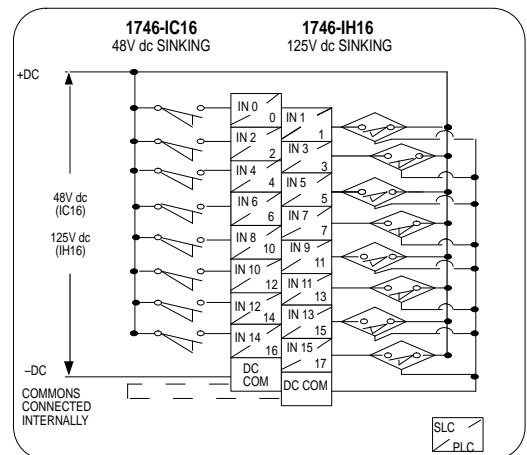 1746-IC16
48V dc SINKING
1746-IH16
125V dc SINKING
+DC
48V dc
(IC16)
125V dc
(IH16)
–DC
COMMONS
CONNECTED
INTERNALLY
IN 0
0
IN 2
2
IN 4
4
IN 6
6
IN 8
10
IN 10
12
IN 12
14
IN 14
16
DC
COM
IN 1
1
IN 3
3
IN 5
5
IN 7
7
IN 9
11
IN 11
13
IN 13
15
IN 15
17
DC COM
SLC
PLC